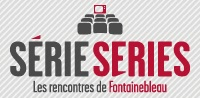 SÉRIE SERIES
Les rencontres de Fontainebleau